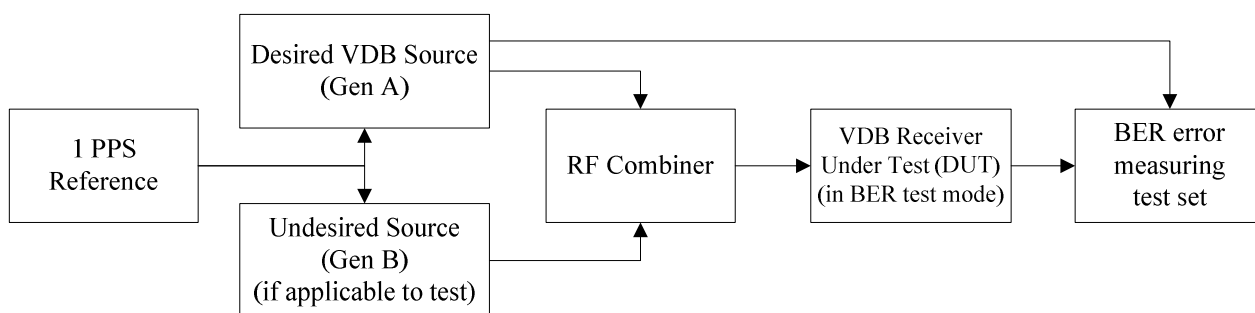 1 PPS
Reference
Desired VDB Source
(Gen A)
Undesired Source
(Gen B)
(if applicable to test)
RF Combiner
VDB Receiver
Under Test (DUT)
(in BER test mode)
BER error
measuring
test set